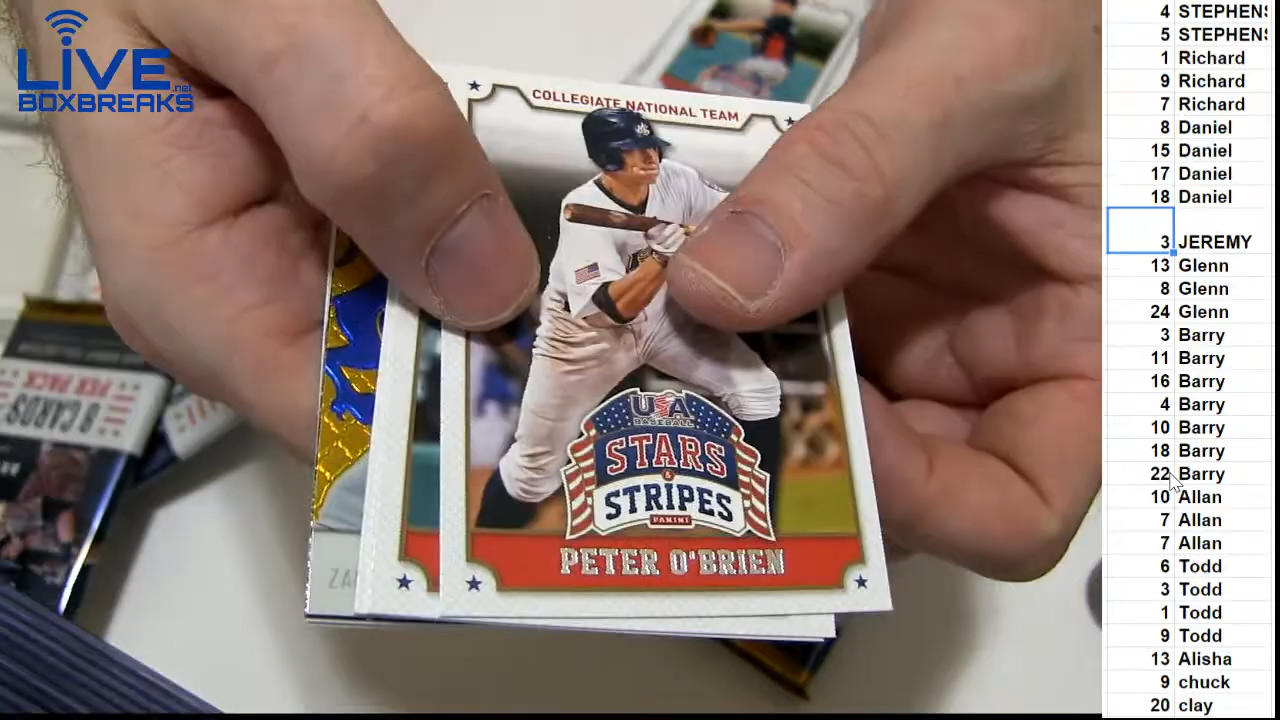 LIVE
.net
BOXBREAKS
COLLEGIATE NATIONAL TEAM
USA
BASEBALL
STARS
&
STRIPES
PANINI
PETER O'BRIEN
ZA
8 CARDS
PER PACK
4 STEPHENS
5 STEPHENS
1 Richard
9 Richard
7 Richard
8 Daniel
15 Daniel
17 Daniel
18 Daniel
3 JEREMY
13 Glenn
8 Glenn
24 Glenn
3 Barry
11 Barry
16 Barry
4 Barry
10 Barry
18 Barry
22 Barry
10 Allan
7 Allan
7 Allan
6 Todd
3 Todd
1 Todd
9 Todd
13 Alisha
9 chuck
20 clay